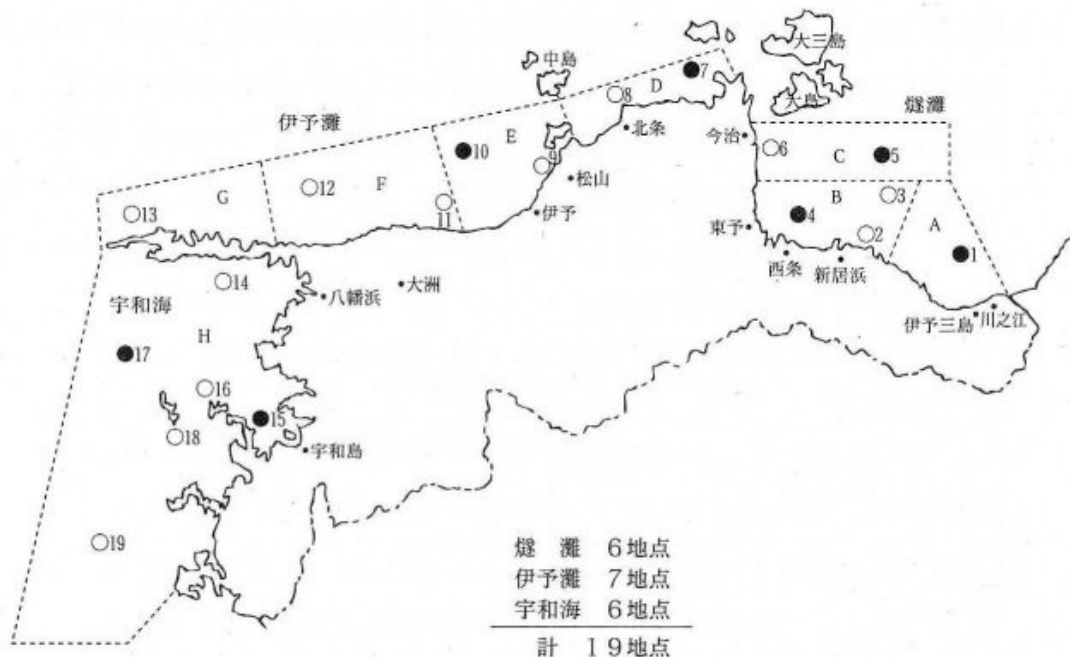 大三島
中島
7
D
大島
8
伊予灘
燧灘
E
北条
今治
6
C
5
10
9
F
12
松山
3
G
B
13
11
伊予
4
A
東予
2
1
西条
新居浜
14
大洲
宇和海
八幡浜
伊予三島
川之江
H
17
16
15
18
宇和島
19
燧灘 6地点
伊予灘 7地点
宇和海 6地点
計 19地点